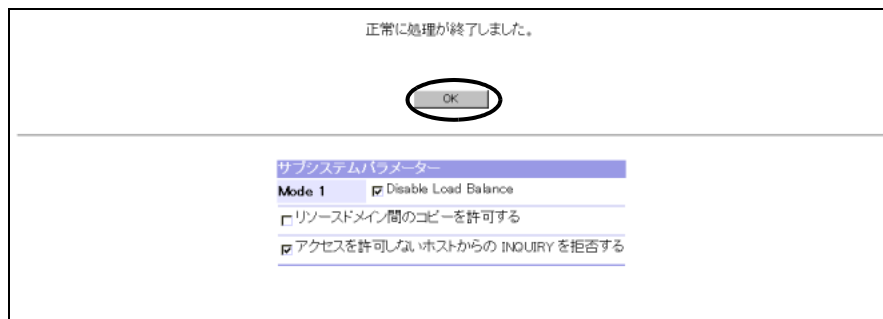 正常に処理が終了しました。
OK
サブシステムパラメーター
Mode 1 Disable Load Balance
リソースドメイン間のコピーを許可する
アクセスを許可しないホストからの INQUIRY を拒否する